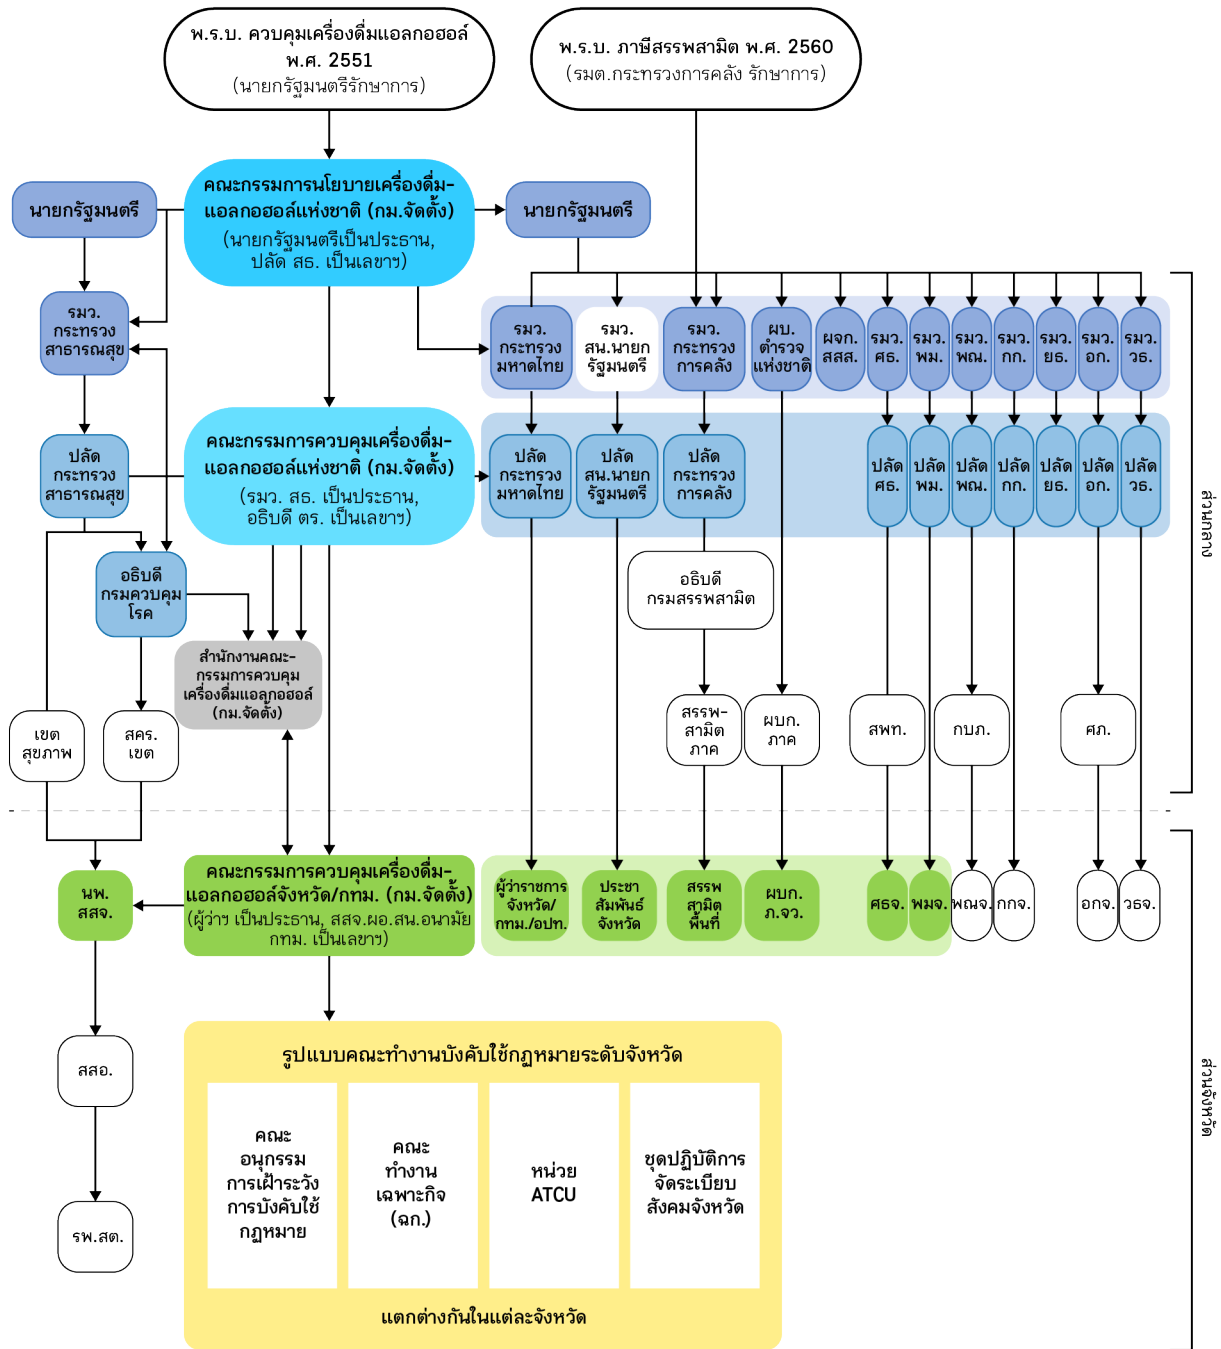 พ.ร.บ. ควบคุมเครื่องดื่มแอลกอฮอล์
พ.ศ. 2551
(นายกรัฐมนตรีรักษาการ)
พ.ร.บ. ภาษีสรรพสามิต พ.ศ. 2560
(รมต.กระทรวงการคลัง รักษาการ)
นายกรัฐมนตรี
คณะกรรมการนโยบายเครื่องดื่ม-
แอลกอฮอล์แห่งชาติ (กม.จัดตั้ง)
(นายกรัฐมนตรีเป็นประธาน,
ปลัด สธ. เป็นเลขาฯ)
นายกรัฐมนตรี
รมว.
กระทรวง
สาธารณสุข
รมว.
กระทรวง
มหาดไทย
รมว.
สน.นายก
รัฐมนตรี
รมว.
กระทรวง
การคลัง
ผบ.
ตำรวจ
แห่งชาติ
ผจก.
สสส.
รมว.
ศธ.
รมว.
พม.
รมว.
พณ.
รมว.
กก.
รมว.
ยธ.
รมว.
อก.
รมว.
วธ.
ปลัด
กระทรวง
สาธารณสุข
คณะกรรมการควบคุมเครื่องดื่ม-
แอลกอฮอล์แห่งชาติ (กม.จัดตั้ง)
(รมว. สธ. เป็นประธาน,
อธิบดี ตร. เป็นเลขาฯ)
ปลัด
กระทรวง
มหาดไทย
ปลัด
สน.นายก
รัฐมนตรี
ปลัด
กระทรวง
การคลัง
ปลัด
ศธ.
ปลัด
พม.
ปลัด
พณ.
ปลัด
กก.
ปลัด
ยธ.
ปลัด
อก.
ปลัด
วธ.
ส่วนกลาง
อธิบดี
กรมควบคุม
โรค
อธิบดี
กรมสรรพสามิต
สำนักงานคณะ-
กรรมการควบคุม
เครื่องดื่มแอลกอฮอล์
(กม.จัดตั้ง)
เขต
สุขภาพ
สคร.
เขต
สรรพ-
สามิต
ภาค
ผบก.
ภาค
สพท.
กบภ.
ศภ.
นพ.
สสจ.
คณะกรรมการควบคุมเครื่องดื่ม-
แอลกอฮอล์จังหวัด/กทม. (กม.จัดตั้ง)
(ผู้ว่าฯ เป็นประธาน, สสจ.ผอ.สน.อนามัย
กทม. เป็นเลขาฯ)
ผู้ว่าราชการ
จังหวัด/
กทม./อปท.
ประชา
สัมพันธ์
จังหวัด
สรรพ
สามิต
พื้นที่
ผบก.
ภ.จว.
ศธจ.
พมจ.
พณจ.
กกจ.
อกจ.
วธจ.
ส่วนจังหวัด
สสอ.
รพ.สต.
รูปแบบคณะทำงานบังคับใช้กฎหมายระดับจังหวัด
คณะ
อนุกรรม
การเฝ้าระวัง
การบังคับใช้
กฎหมาย
คณะ
ทำงาน
เฉพาะกิจ
(ฉก.)
หน่วย
ATCU
ชุดปฏิบัติการ
จัดระเบียบ
สังคมจังหวัด
แตกต่างกันในแต่ละจังหวัด